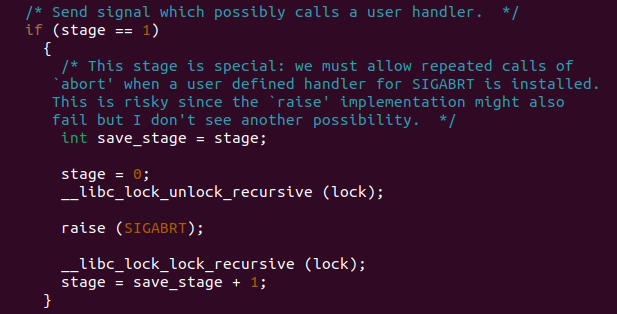 /* Send signal which possibly calls a user handler.  */
if (stage == 1)
{
/* This stage is special: we must allow repeated calls of
`abort' when a user defined handler for SIGABRT is installed.
This is risky since the `raise' implementation might also
fail but I don't see another possibility.  */
int save_stage = stage;
stage = 0;
__libc_lock_unlock_recursive (lock);
raise (SIGABRT);
__libc_lock_lock_recursive (lock);
stage = save_stage + 1;
}